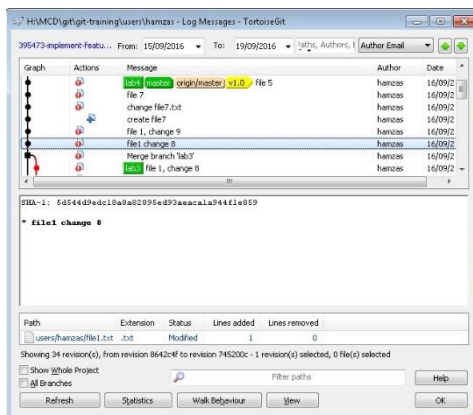 H:\MCD\git\git-training\users\hamzas - Log Messages - TortoiseGit
395473-implement-featu... From: 15/09/2016 To: 19/09/2016 Paths, Authors, Author Email
Graph Actions Message Author Date
lab4 master origin/master v1.0 file 5 hamzas 16/09/2
file 7 hamzas 16/09/2
change file7.txt hamzas 16/09/2
create file7 hamzas 16/09/2
file 1, change 9 hamzas 16/09/2
file1 change 8 hamzas 16/09/2
Merge branch 'lab3' hamzas 16/09/2
lab3 file 1, change 8 hamzas 16/09/2
SHA-1:
* file1 change 8
Path Extension Status Lines added Lines removed
users/hamzas/file1.txt .txt Modified 1 0
Showing 34 revision(s), from revision 8642c4f to revision 745200c - 1 revision(s) selected, 0 file(s) selected
Show Whole Project
All Branches
Filter paths
Help
Refresh Statistics Walk Behaviour View OK